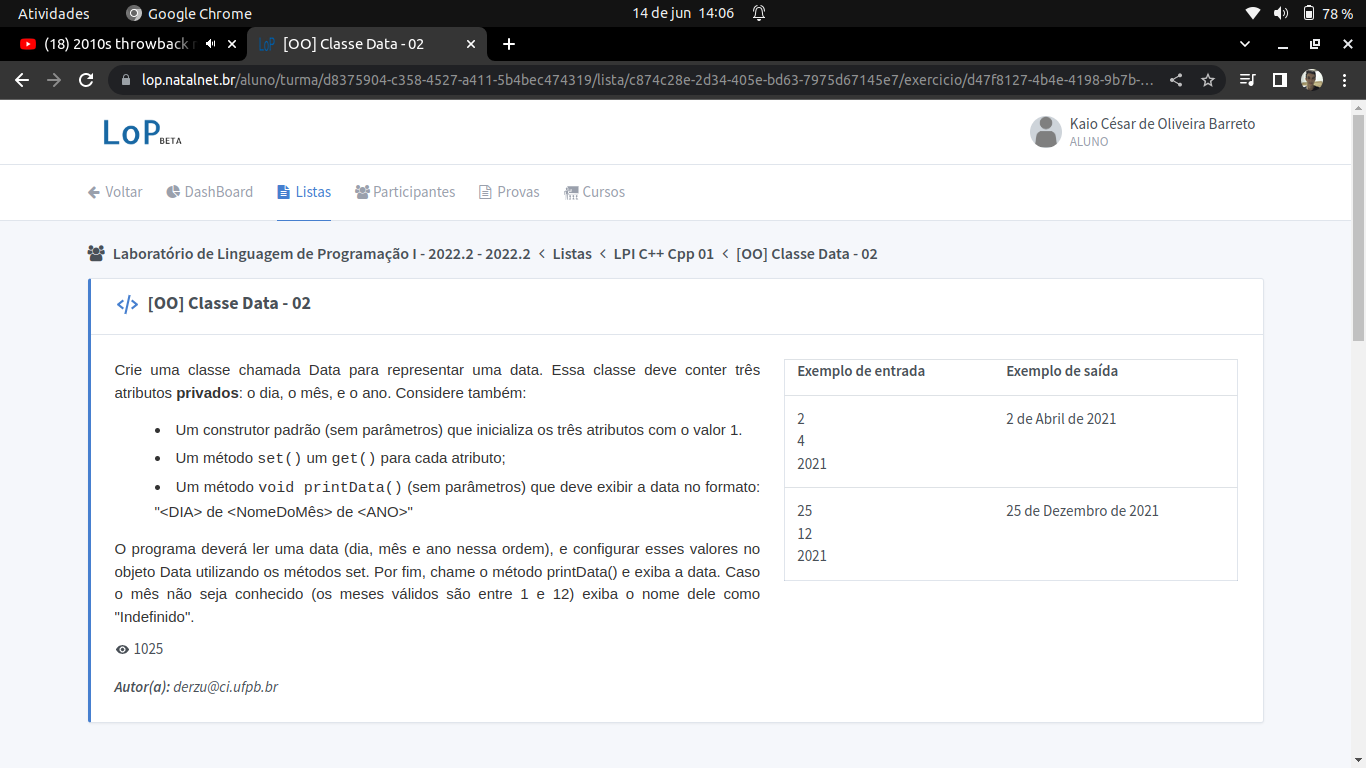 Atividades
Google Chrome
14 de jun 14:06
78 %
(18) 2010s throwback
[OO] Classe Data - 02
lop.natalnet.br/aluno/turma/d8375904-c358-4527-a411-5b4bec474319/lista/c874c28e-2d34-405e-bd63-7975d67145e7/exercicio/d47f8127-4b4e-4198-9b7b-...
LoP BETA
Kaio César de Oliveira Barreto
ALUNO
Voltar
DashBoard
Listas
Participantes
Provas
Cursos
Laboratório de Linguagem de Programação I - 2022.2 - 2022.2 < Listas < LPI C++ Cpp 01 < [OO] Classe Data - 02
</> [OO] Classe Data - 02
Crie uma classe chamada Data para representar uma data. Essa classe deve conter três
atributos privados: o dia, o mês, e o ano. Considere também:
• Um construtor padrão (sem parâmetros) que inicializa os três atributos com o valor 1.
• Um método set() um get() para cada atributo;
• Um método void printData() (sem parâmetros) que deve exibir a data no formato:
"<DIA> de <NomeDoMês> de <ANO>"
O programa deverá ler uma data (dia, mês e ano nessa ordem), e configurar esses valores no
objeto Data utilizando os métodos set. Por fim, chame o método printData() e exiba a data. Caso
o mês não seja conhecido (os meses válidos são entre 1 e 12) exiba o nome dele como
"Indefinido".
1025
Autor(a): derzu@ci.ufpb.br
Exemplo de entrada
Exemplo de saída
2
4
2021
2 de Abril de 2021
25
12
2021
25 de Dezembro de 2021